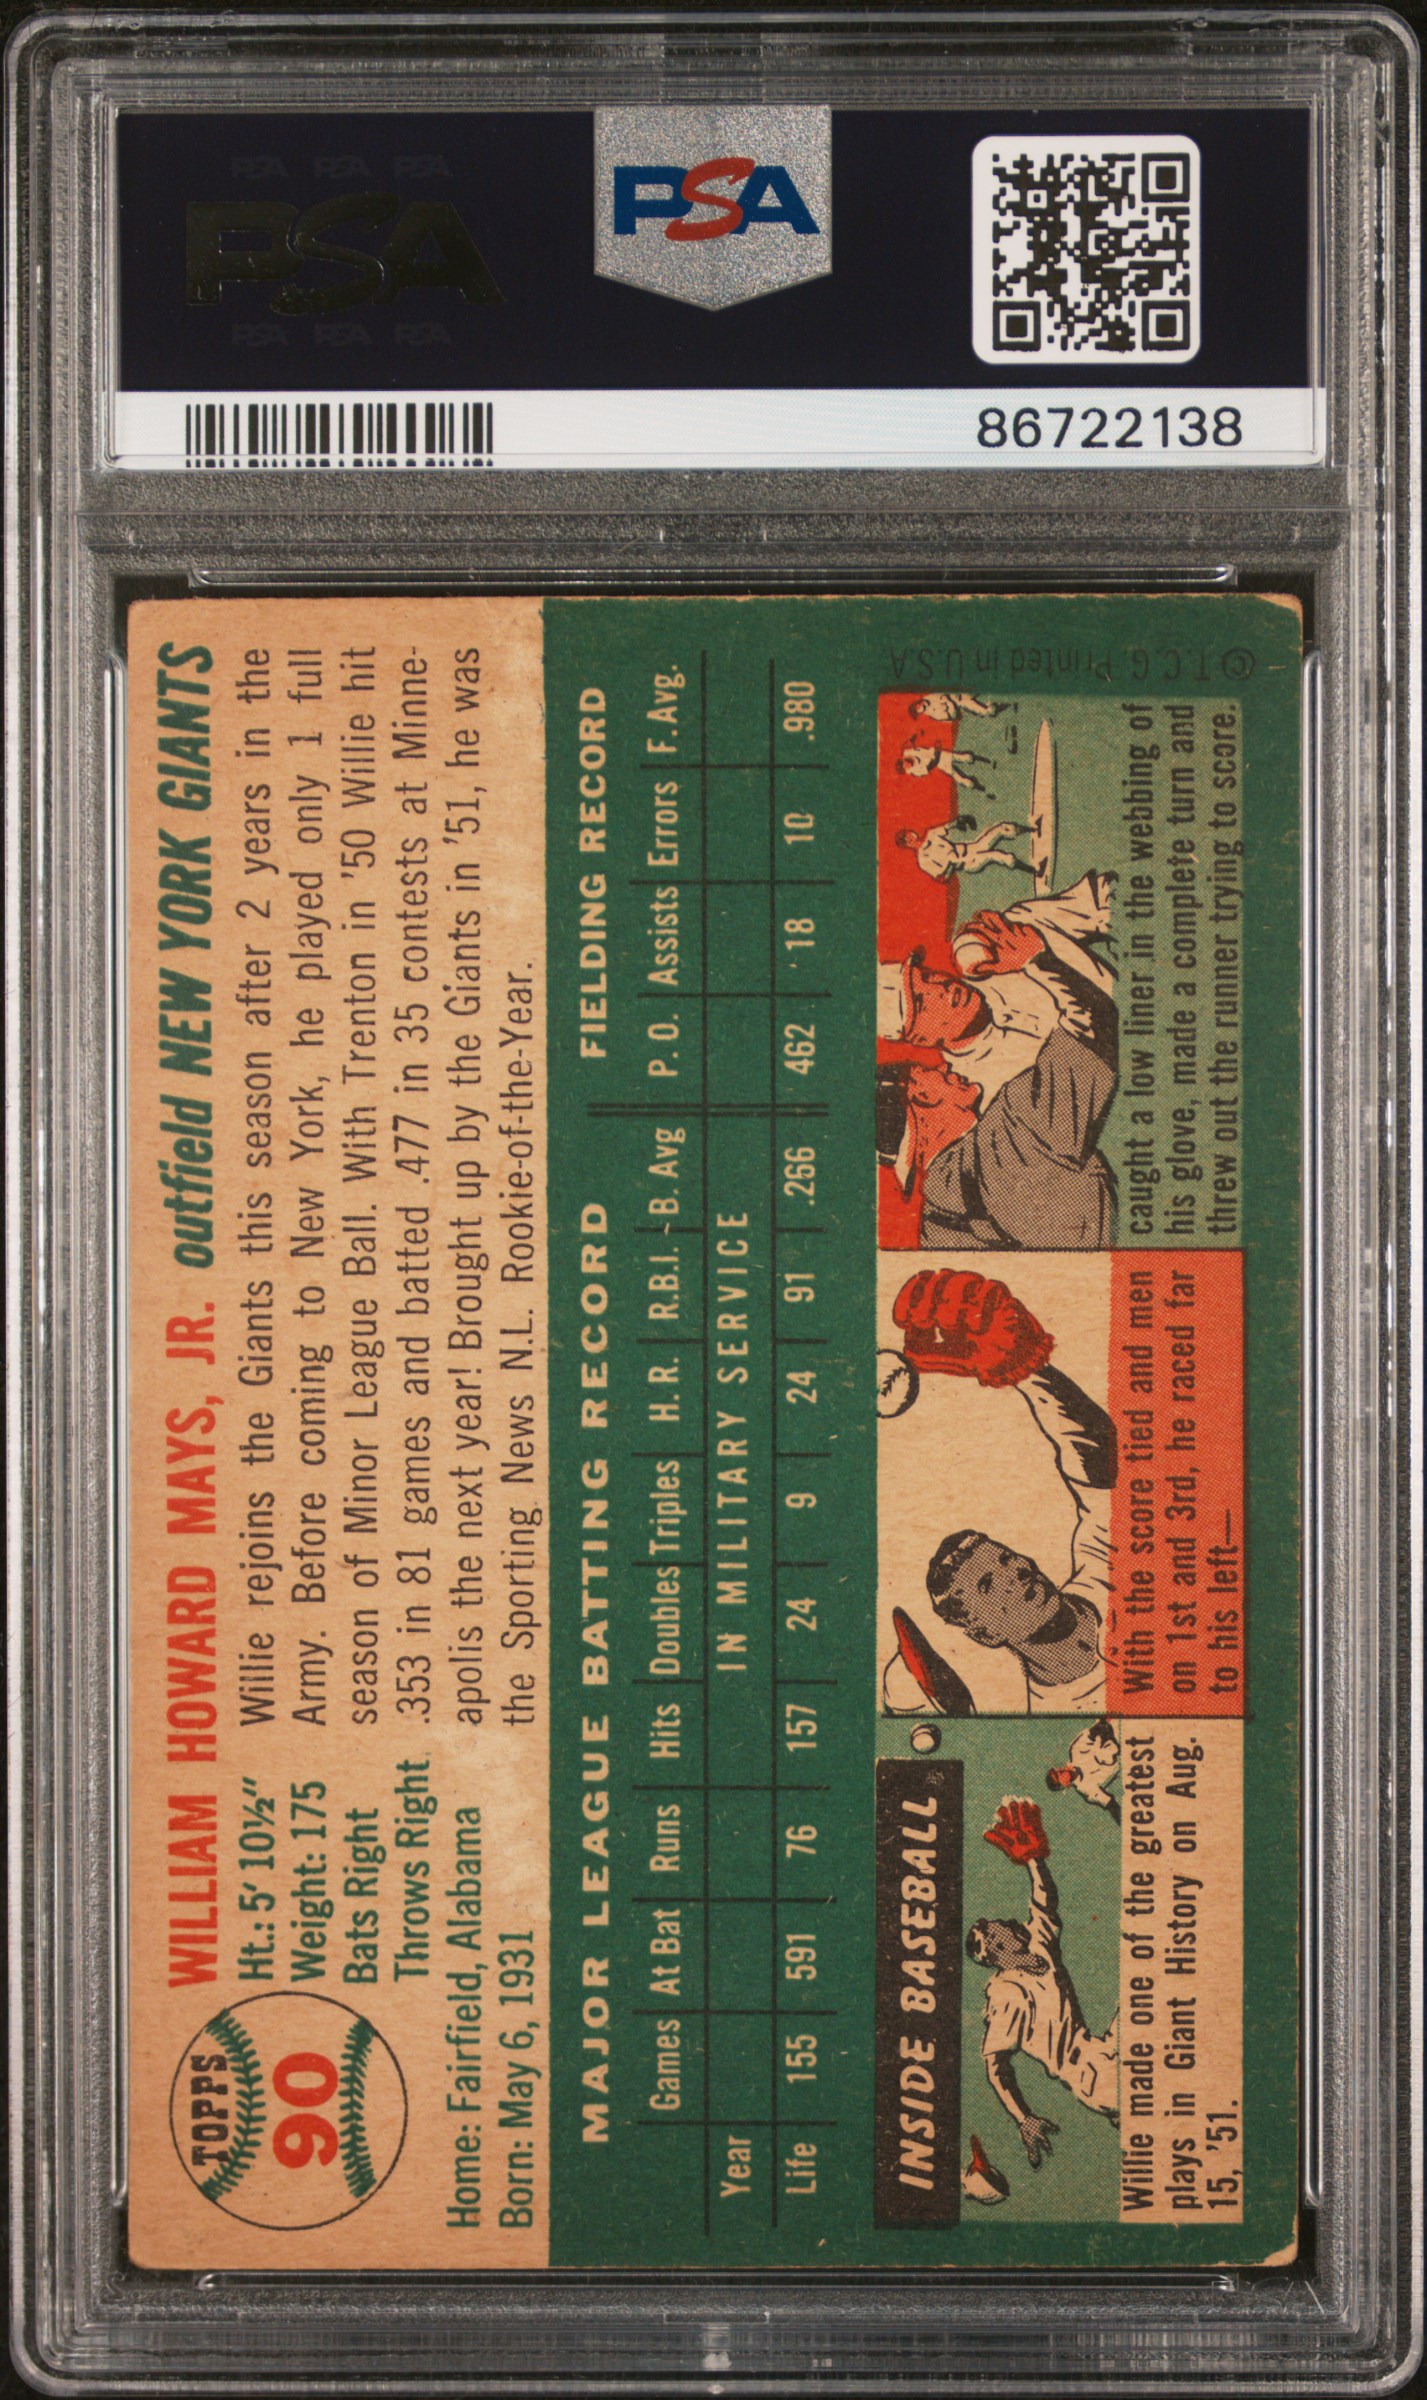 PSA PSA PSA
PSA
PSA PSA PSA
PSA
86722138
TOPPS
90
WILLIAM HOWARD MAYS, JR. outfield NEW YORK GIANTS
Ht.: 5' 10½"
Weight: 175
Bats Right
Throws Right
Home: Fairfield, Alabama
Born: May 6, 1931
Willie rejoins the Giants this season after 2 years in the
Army. Before coming to New York, he played only 1 full
season of Minor League Ball. With Trenton in '50 Willie hit
.353 in 81 games and batted .477 in 35 contests at Minne-
apolis the next year! Brought up by the Giants in '51, he was
the Sporting News N.L. Rookie-of-the-Year.
MAJOR LEAGUE BATTING RECORD FIELDING RECORD
Games At Bat Runs Hits Doubles Triples H.R. R.B.I. B. Avg P.O. Assists Errors F. Avg.
Year IN MILITARY SERVICE
Life 155 591 76 157 24 9 24 91 .266 462 18 10 .980
INSIDE BASEBALL
Willie made one of the greatest
plays in Giant History on Aug.
15, '51.
With the score tied and men
on 1st and 3rd, he raced far
to his left—
caught a low liner in the webbing of
his glove, made a complete turn and
threw out the runner trying to score.
© T.C.G. Printed in U.S.A.